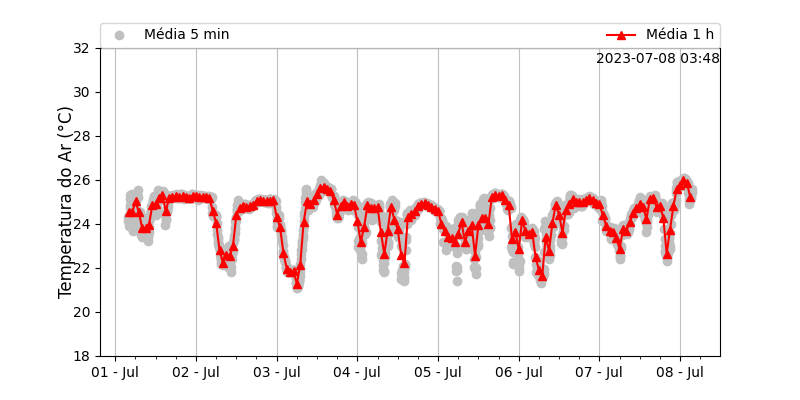 Média 5 min
Média 1 h
2023-07-08 03:48
Temperatura do Ar (°C)
32
30
28
26
24
22
20
18
01 - Jul
02 - Jul
03 - Jul
04 - Jul
05 - Jul
06 - Jul
07 - Jul
08 - Jul